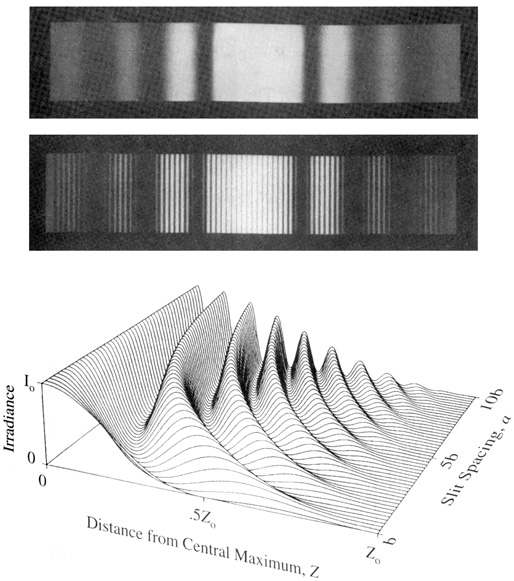 10b
5b
Slit Spacing, a
b
Irradiance
I₀
0
0
.5Z₀
Z₀
Distance from Central Maximum, Z